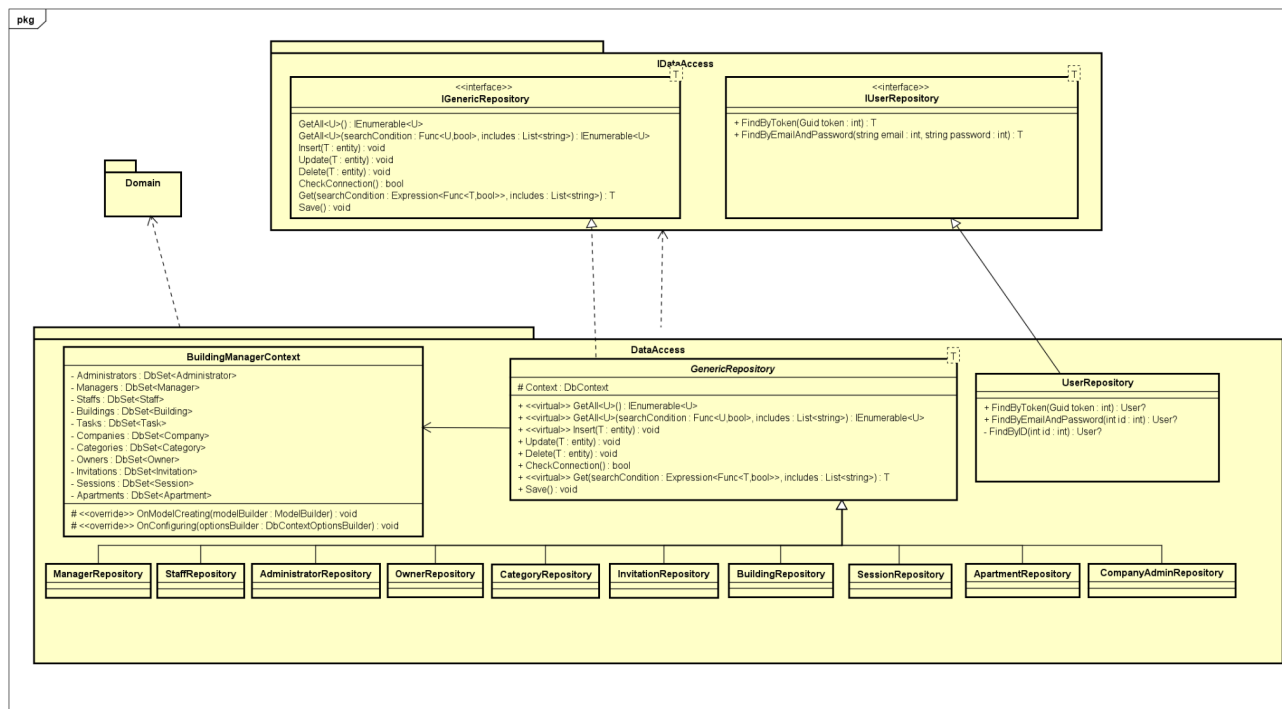 pkg
IDataAccess
T
<<interface>>
IGenericRepository
GetAll<U>() : IEnumerable<U>
GetAll<U>(searchCondition : Func<U,bool>, includes : List<string>) : IEnumerable<U>
Insert(T : entity) : void
Update(T : entity) : void
Delete(T : entity) : void
CheckConnection() : bool
Get(searchCondition : Expression<Func<T,bool>>, includes : List<string>) : T
Save() : void
T
<<interface>>
IUserRepository
+ FindByToken(Guid token : int) : T
+ FindByEmailAndPassword(string email : int, string password : int) : T
Domain
DataAccess
BuildingManagerContext
- Administrators : DbSet<Administrator>
- Managers : DbSet<Manager>
- Staffs : DbSet<Staff>
- Buildings : DbSet<Building>
- Tasks : DbSet<Task>
- Companies : DbSet<Company>
- Categories : DbSet<Category>
- Owners : DbSet<Owner>
- Invitations : DbSet<Invitation>
- Sessions : DbSet<Session>
- Apartments : DbSet<Apartment>
# <<override>> OnModelCreating(modelBuilder : ModelBuilder) : void
# <<override>> OnConfiguring(optionsBuilder : DbContextOptionsBuilder) : void
T
GenericRepository
# Context : DbContext
+ <<virtual>> GetAll<U>() : IEnumerable<U>
+ <<virtual>> GetAll<U>(searchCondition : Func<U,bool>, includes : List<string>) : IEnumerable<U>
+ <<virtual>> Insert(T : entity) : void
+ Update(T : entity) : void
+ Delete(T : entity) : void
+ CheckConnection() : bool
+ <<virtual>> Get(searchCondition : Expression<Func<T,bool>>, includes : List<string>) : T
+ Save() : void
UserRepository
+ FindByToken(Guid token : int) : User?
+ FindByEmailAndPassword(int id : int) : User?
- FindByID(int id : int) : User?
ManagerRepository
StaffRepository
AdministratorRepository
OwnerRepository
CategoryRepository
InvitationRepository
BuildingRepository
SessionRepository
ApartmentRepository
CompanyAdminRepository